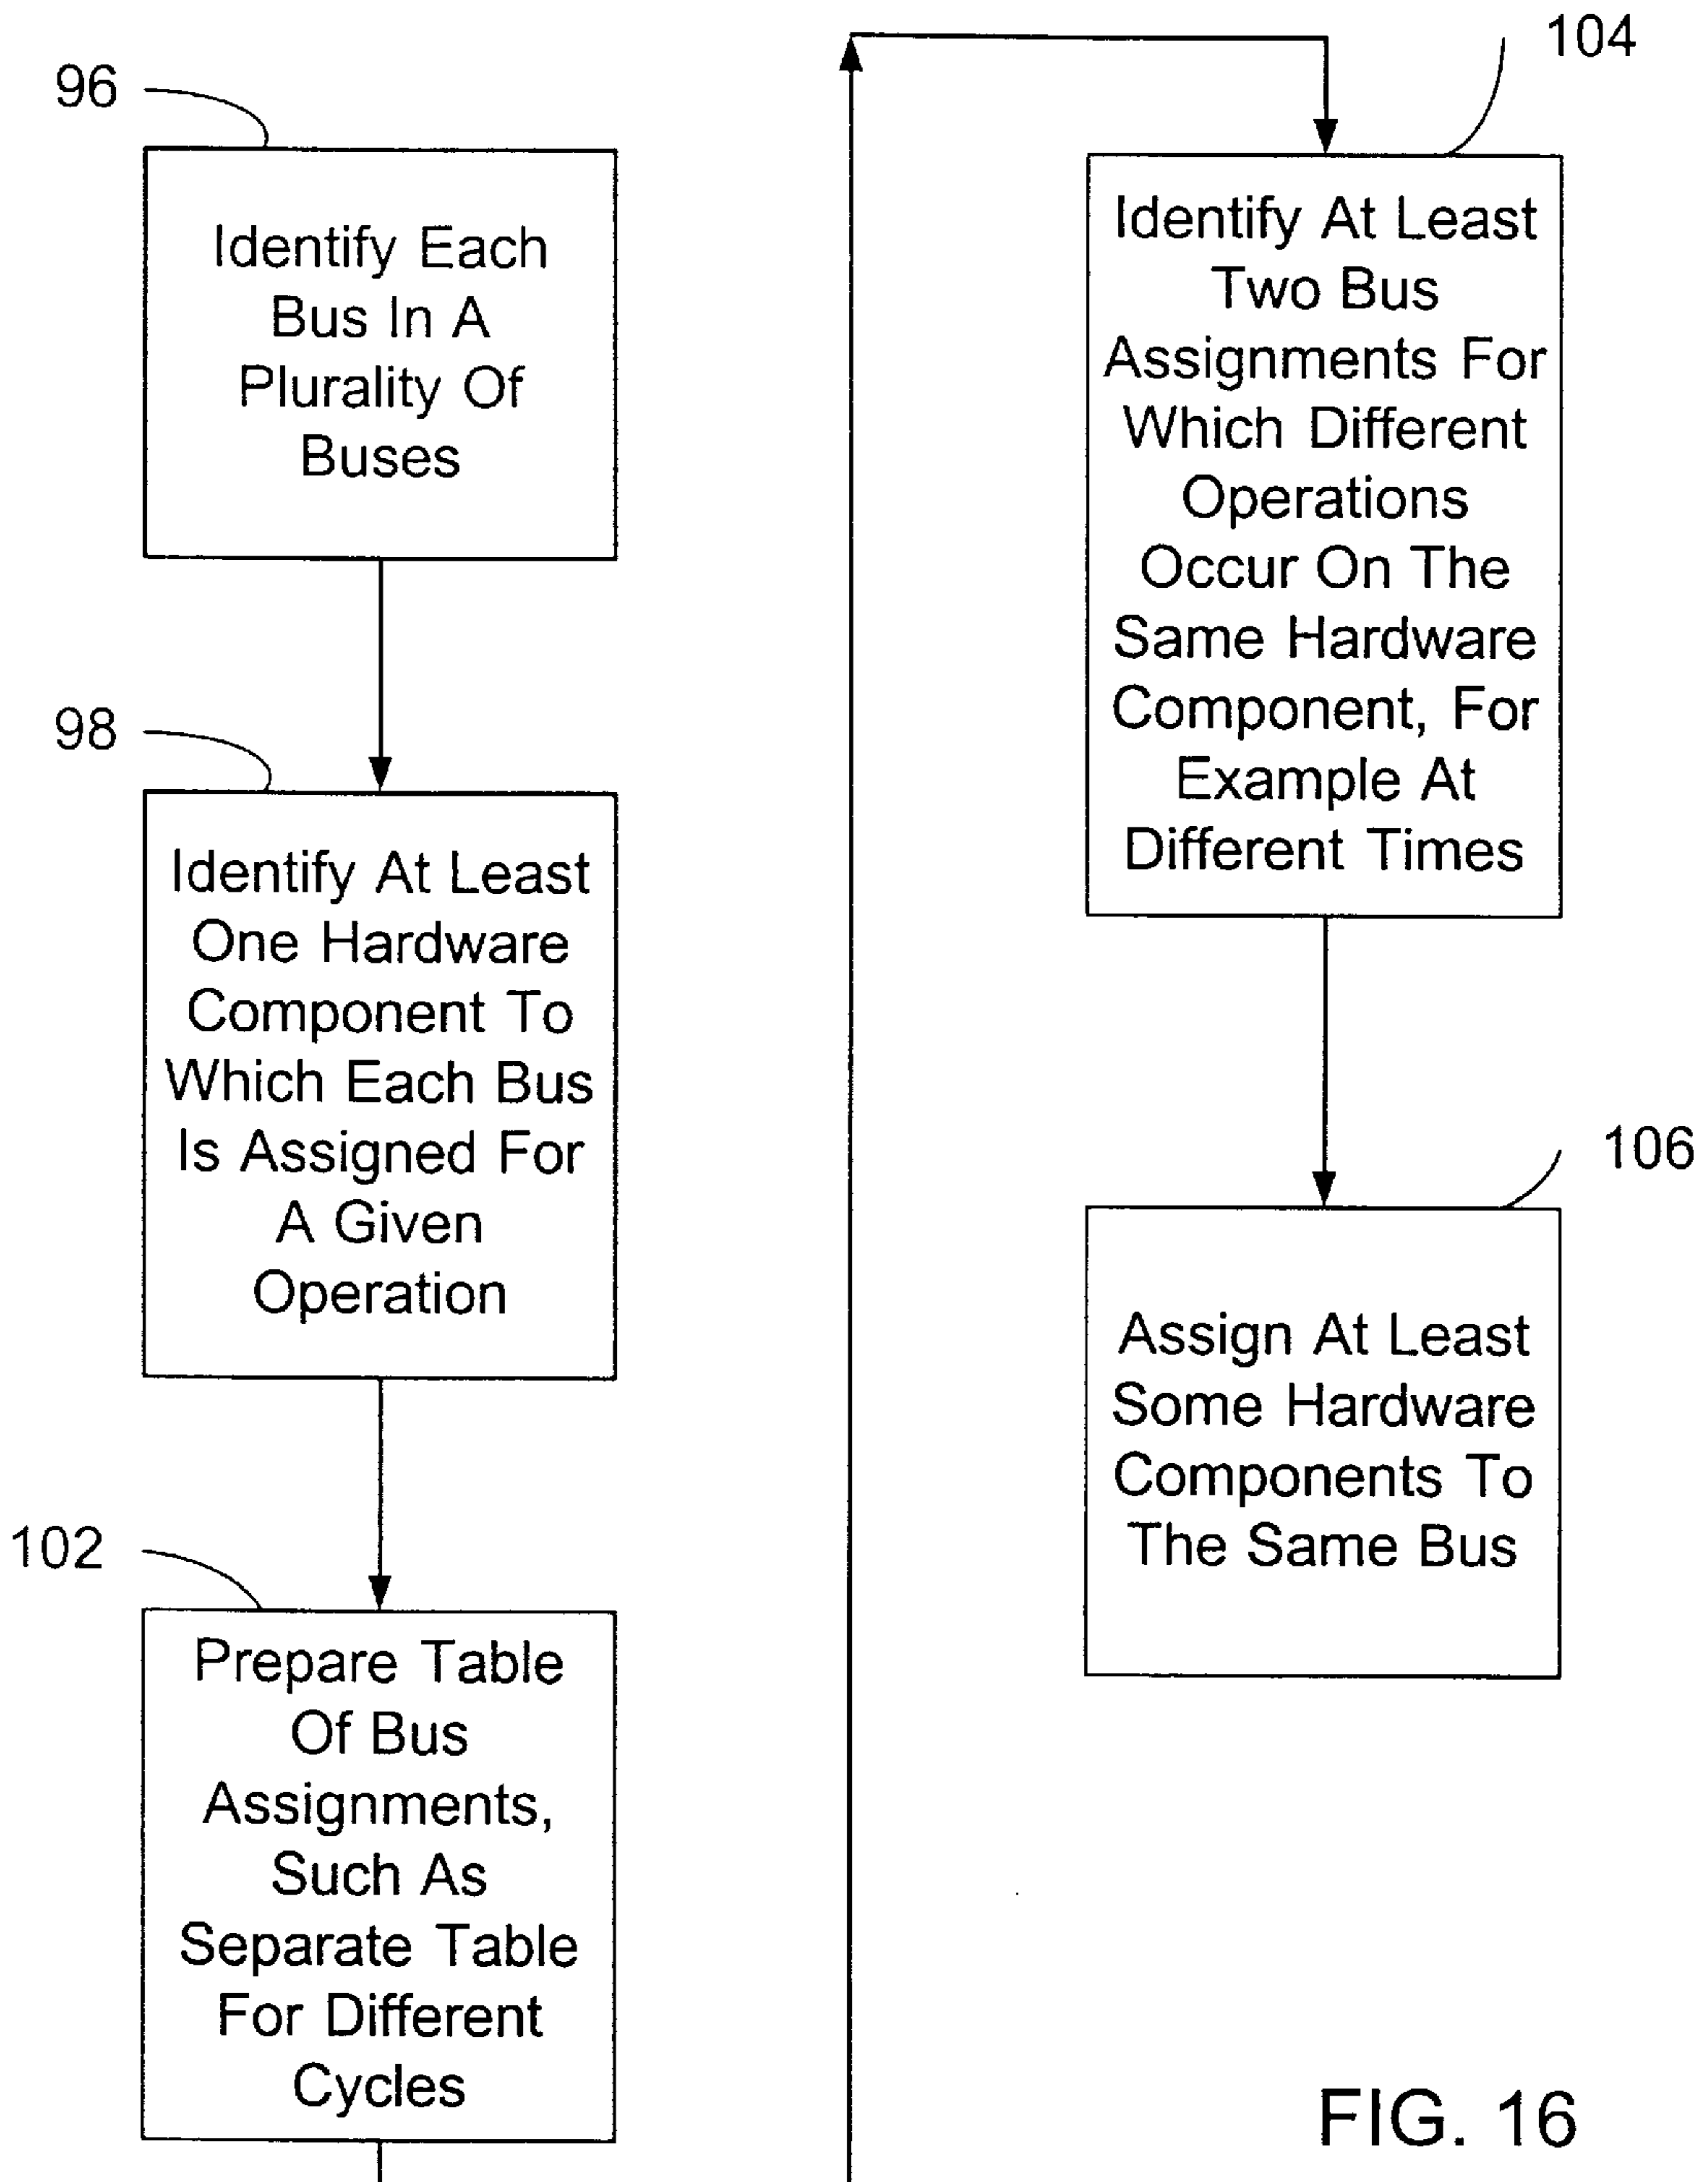 96
Identify Each
Bus In A
Plurality Of
Buses
98
Identify At Least
One Hardware
Component To
Which Each Bus
Is Assigned For
A Given
Operation
102
Prepare Table
Of Bus
Assignments,
Such As
Separate Table
For Different
Cycles
104
Identify At Least
Two Bus
Assignments For
Which Different
Operations
Occur On The
Same Hardware
Component, For
Example At
Different Times
106
Assign At Least
Some Hardware
Components To
The Same Bus
FIG. 16